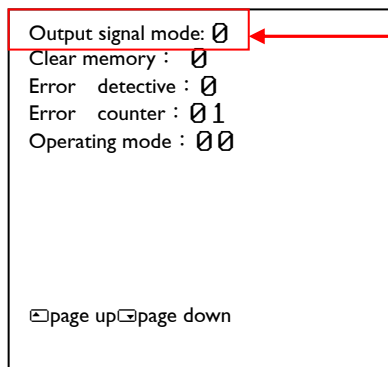 Output signal mode: 0
Clear memory： 0
Error detective：0
Error counter：01
Operating mode：00
page up page down